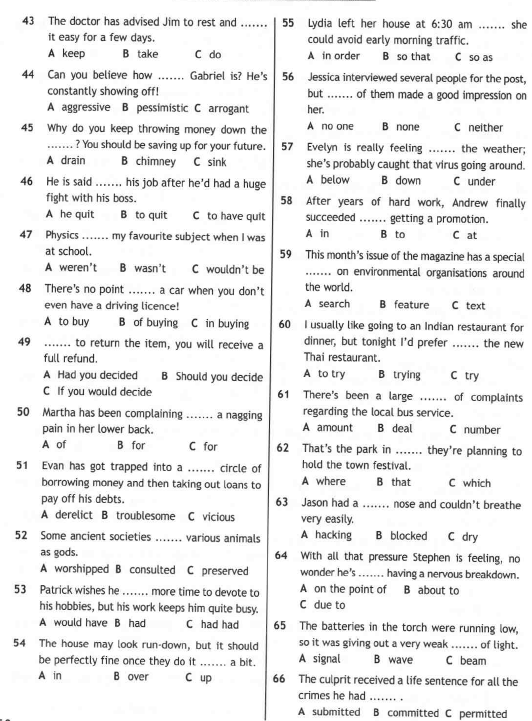 43 The doctor has advised Jim to rest and .......
it easy for a few days.
A keep B take C do
44 Can you believe how ....... Gabriel is? He's
constantly showing off!
A aggressive B pessimistic C arrogant
45 Why do you keep throwing money down the
.......? You should be saving up for your future.
A drain B chimney C sink
46 He is said ....... his job after he'd had a huge
fight with his boss.
A he quit B to quit C to have quit
47 Physics ....... my favourite subject when I was
at school.
A weren't B wasn't C wouldn't be
48 There's no point ....... a car when you don't
even have a driving licence!
A to buy B of buying C in buying
49 ....... to return the item, you will receive a
full refund.
A Had you decided B Should you decide
C If you would decide
50 Martha has been complaining ....... a nagging
pain in her lower back.
A of B for C for
51 Evan has got trapped into a ....... circle of
borrowing money and then taking out loans to
pay off his debts.
A derelict B troublesome C vicious
52 Some ancient societies ....... various animals
as gods.
A worshipped B consulted C preserved
53 Patrick wishes he ....... more time to devote to
his hobbies, but his work keeps him quite busy.
A would have B had C had had
54 The house may look run-down, but it should
be perfectly fine once they do it ....... a bit.
A in B over C up
55 Lydia left her house at 6:30 am ....... she
could avoid early morning traffic.
A in order B so that C so as
56 Jessica interviewed several people for the post,
but ....... of them made a good impression on
her.
A no one B none C neither
57 Evelyn is really feeling ....... the weather;
she's probably caught that virus going around.
A below B down C under
58 After years of hard work, Andrew finally
succeeded ....... getting a promotion.
A in B to C at
59 This month's issue of the magazine has a special
....... on environmental organisations around
the world.
A search B feature C text
60 I usually like going to an Indian restaurant for
dinner, but tonight I'd prefer ....... the new
Thai restaurant.
A to try B trying C try
61 There's been a large ....... of complaints
regarding the local bus service.
A amount B deal C number
62 That's the park in ....... they're planning to
hold the town festival.
A where B that C which
63 Jason had a ....... nose and couldn't breathe
very easily.
A hacking B blocked C dry
64 With all that pressure Stephen is feeling, no
wonder he's ....... having a nervous breakdown.
A on the point of B about to
C due to
65 The batteries in the torch were running low,
so it was giving out a very weak ....... of light.
A signal B wave C beam
66 The culprit received a life sentence for all the
crimes he had ....... .
A submitted B committed C permitted